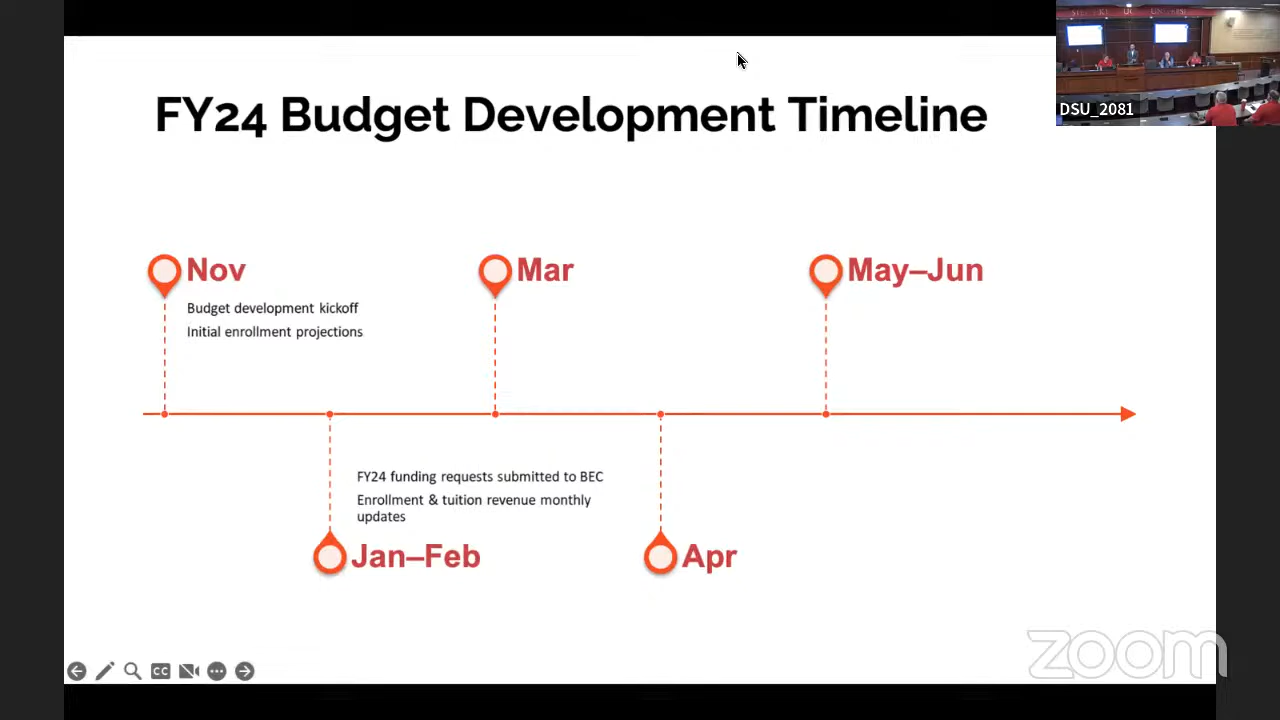 FY24 Budget Development Timeline
DSU_2081
Nov
Budget development kickoff
Initial enrollment projections
Mar
May–Jun
FY24 funding requests submitted to BEC
Enrollment & tuition revenue monthly
updates
Jan–Feb
Apr
CC
zoom